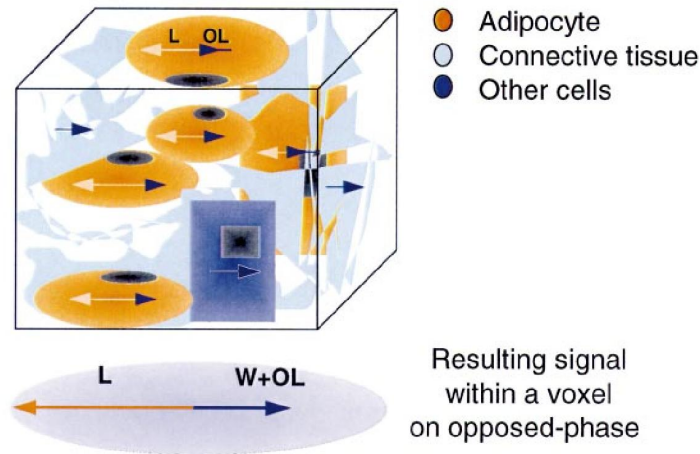 L OL
Adipocyte
Connective tissue
Other cells
L W+OL
Resulting signal
within a voxel
on opposed-phase